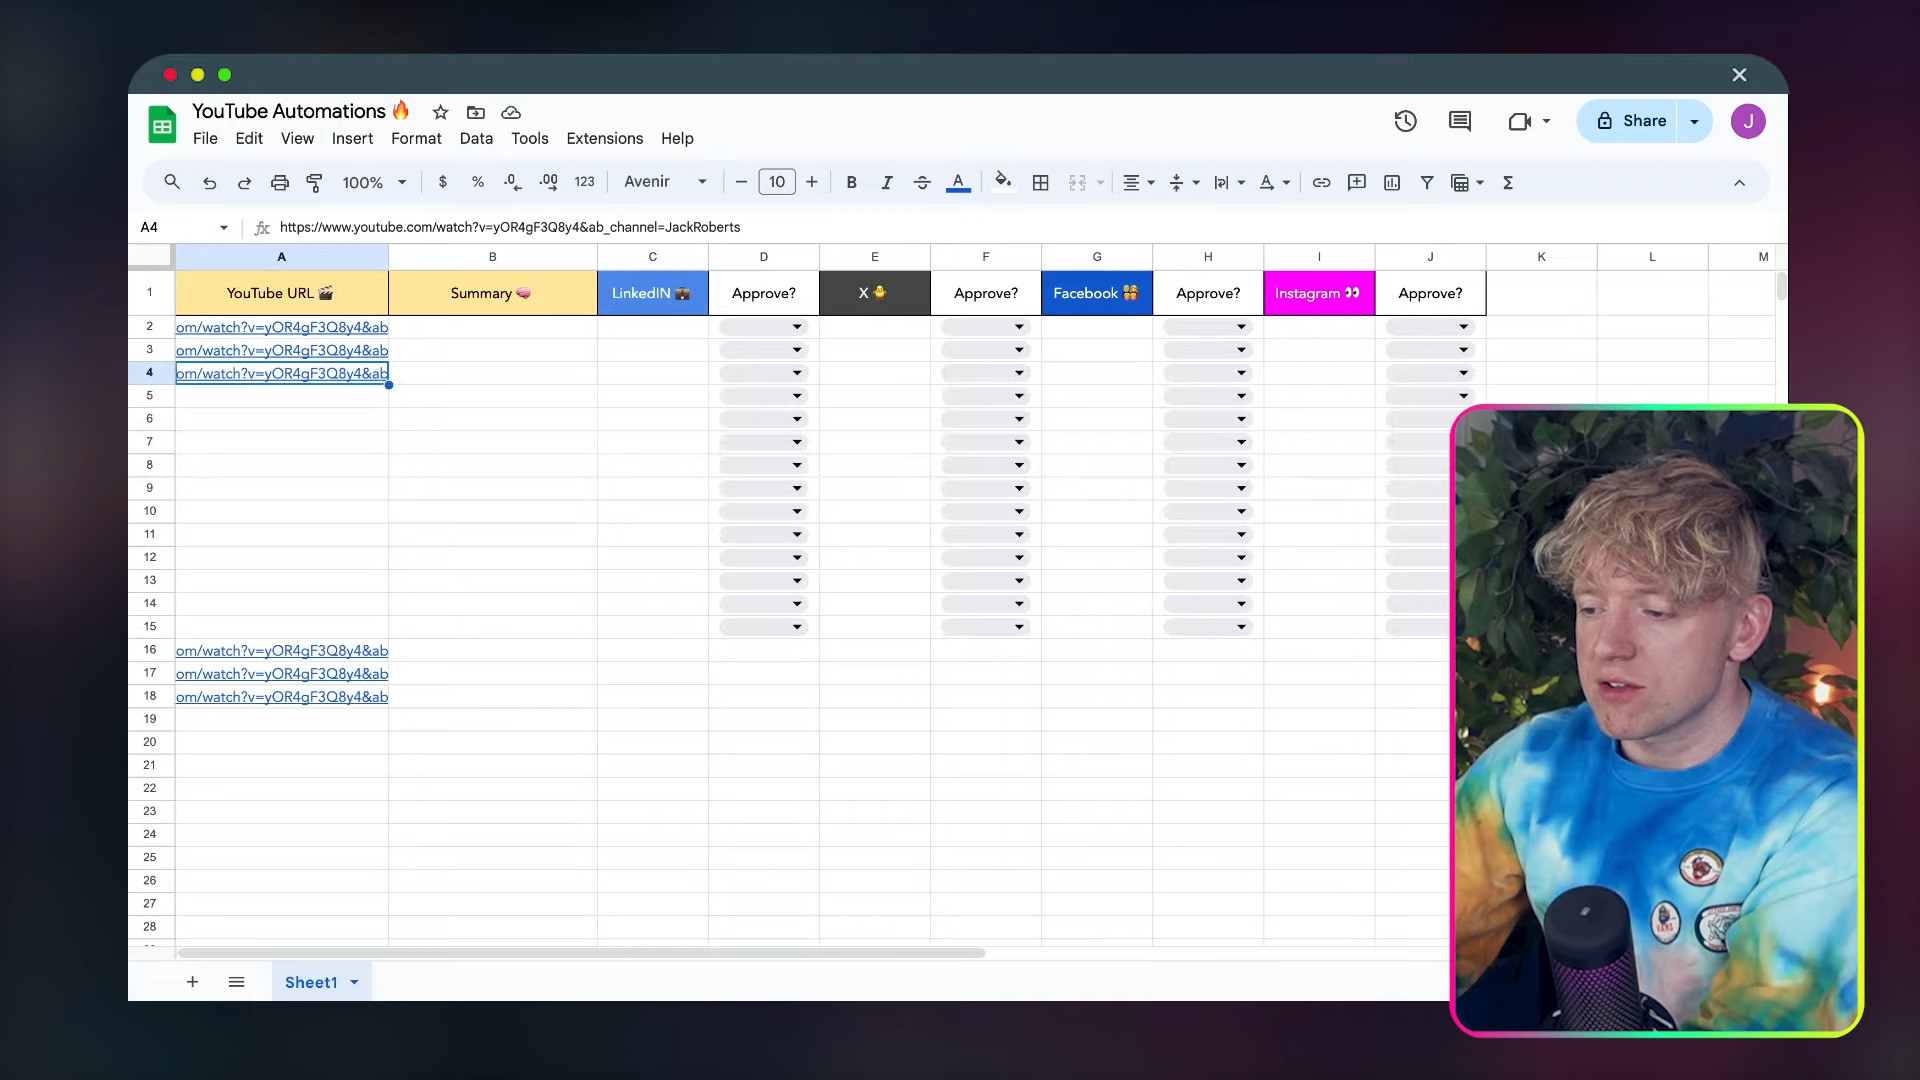 YouTube Automations 🔥
File Edit View Insert Format Data Tools Extensions Help
Share
J
100%
$ % .0 .00 123
Avenir
10
B I A
A4
fx https://www.youtube.com/watch?v=yOR4gF3Q8y4&ab_channel=JackRoberts
A B C D E F G H I J K L M
1 YouTube URL 🎬 Summary 🧠 LinkedIN 💼 Approve? X 🐥 Approve? Facebook 👯 Approve? Instagram 👀 Approve?
2 om/watch?v=yOR4gF3Q8y4&ab
3 om/watch?v=yOR4gF3Q8y4&ab
4 om/watch?v=yOR4gF3Q8y4&ab
5
6
7
8
9
10
11
12
13
14
15
16 om/watch?v=yOR4gF3Q8y4&ab
17 om/watch?v=yOR4gF3Q8y4&ab
18 om/watch?v=yOR4gF3Q8y4&ab
19
20
21
22
23
24
25
26
27
28
Sheet1
VANS